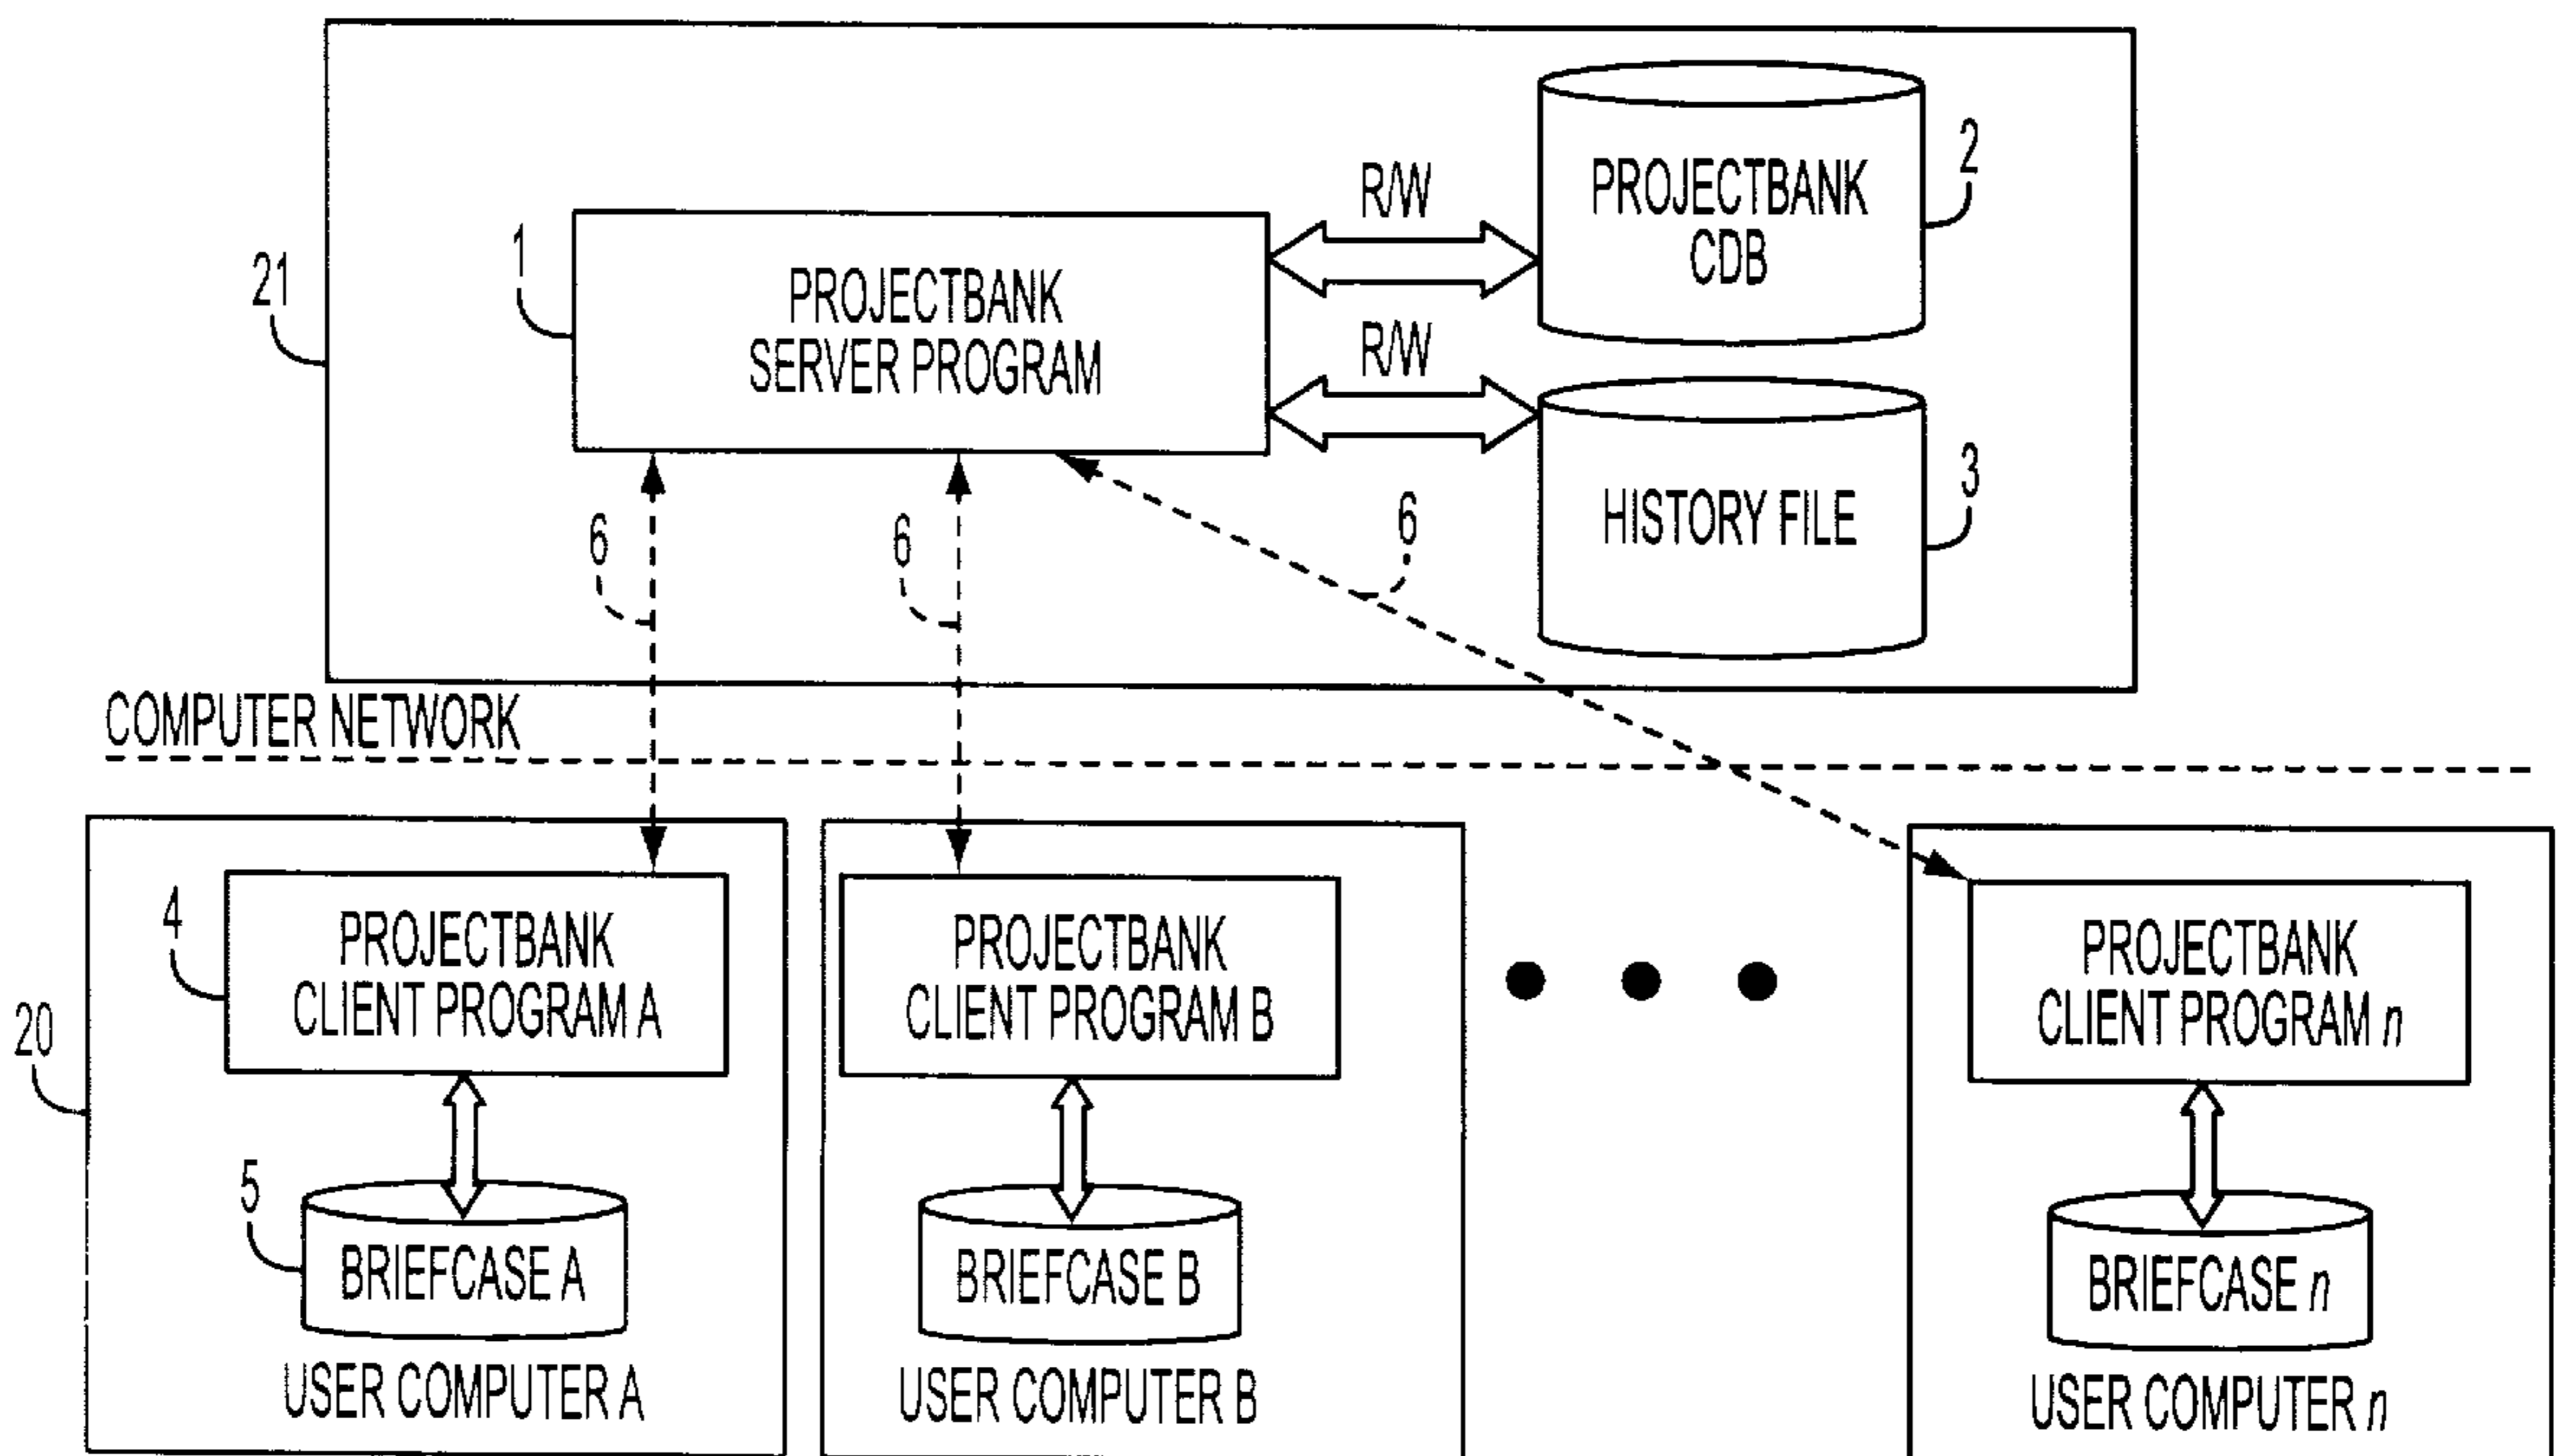 R/W
PROJECTBANK
CDB
2
1
21
PROJECTBANK
SERVER PROGRAM
R/W
HISTORY FILE
3
6
6
6
COMPUTER NETWORK
4
PROJECTBANK
CLIENT PROGRAM A
PROJECTBANK
CLIENT PROGRAM B
PROJECTBANK
CLIENT PROGRAM n
20
5
BRIEFCASE A
BRIEFCASE B
BRIEFCASE n
USER COMPUTER A
USER COMPUTER B
USER COMPUTER n